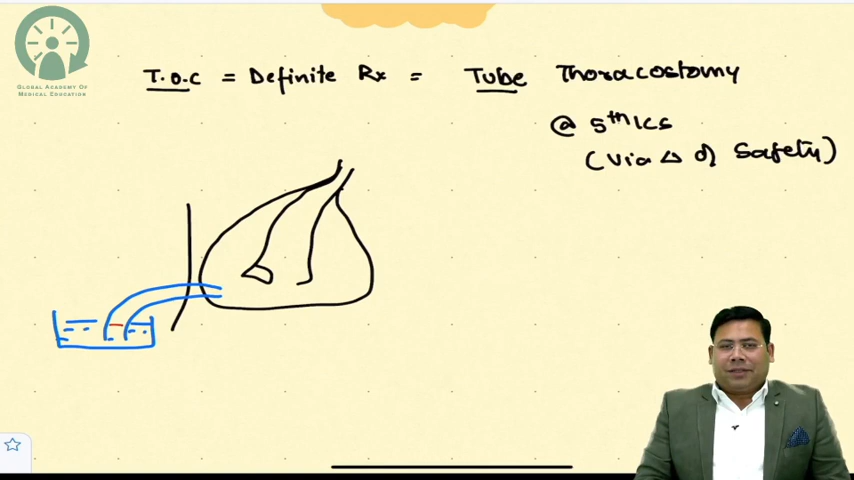 GLOBAL ACADEMY OF
MEDICAL EDUCATION
T.O.C = Definite Rx = Tube Thoracostomy
@ 5th ICS
(Via Δ of Safety)